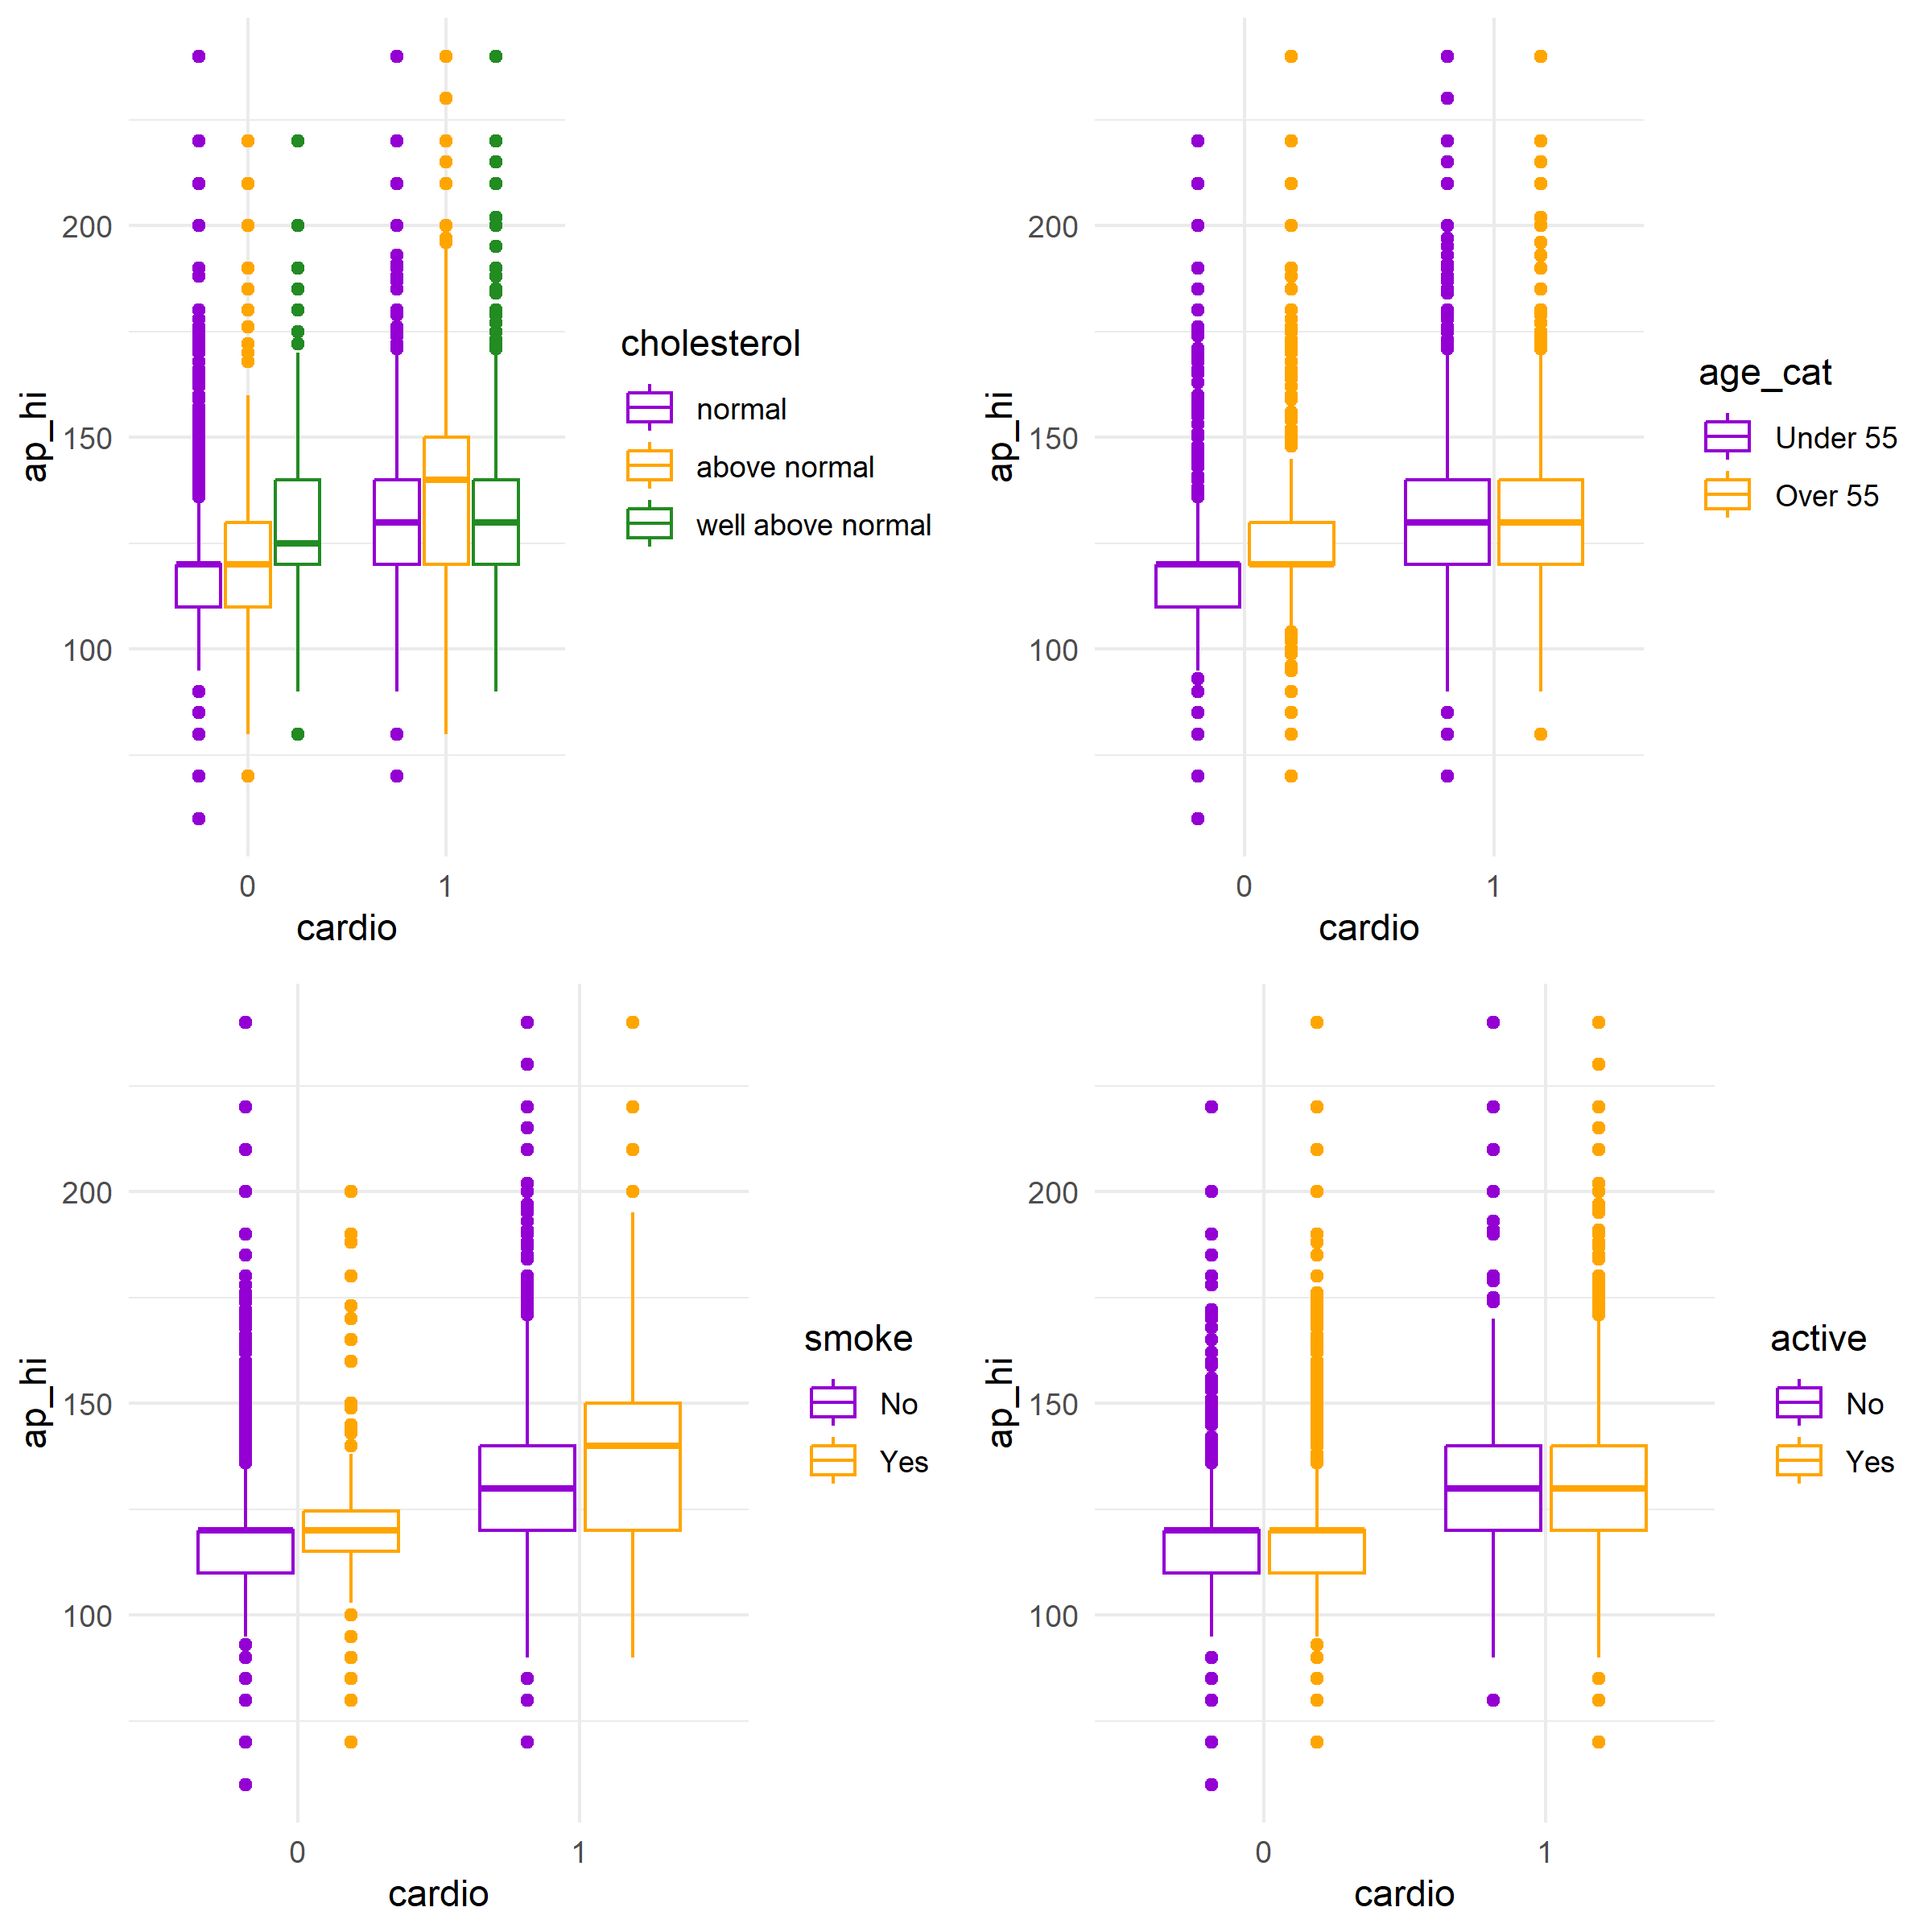 ap_hi
200
150
100
0 1
cardio
cholesterol
normal
above normal
well above normal
ap_hi
200
150
100
0 1
cardio
age_cat
Under 55
Over 55
ap_hi
200
150
100
0 1
cardio
smoke
No
Yes
ap_hi
200
150
100
0 1
cardio
active
No
Yes